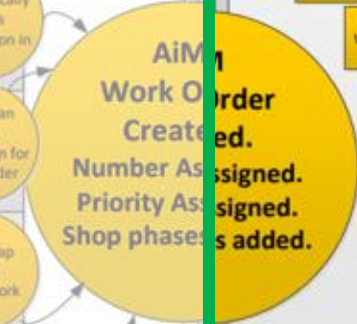 AiM
Work Order
Created.
Number Assigned.
Priority Assigned.
Shop phases added.